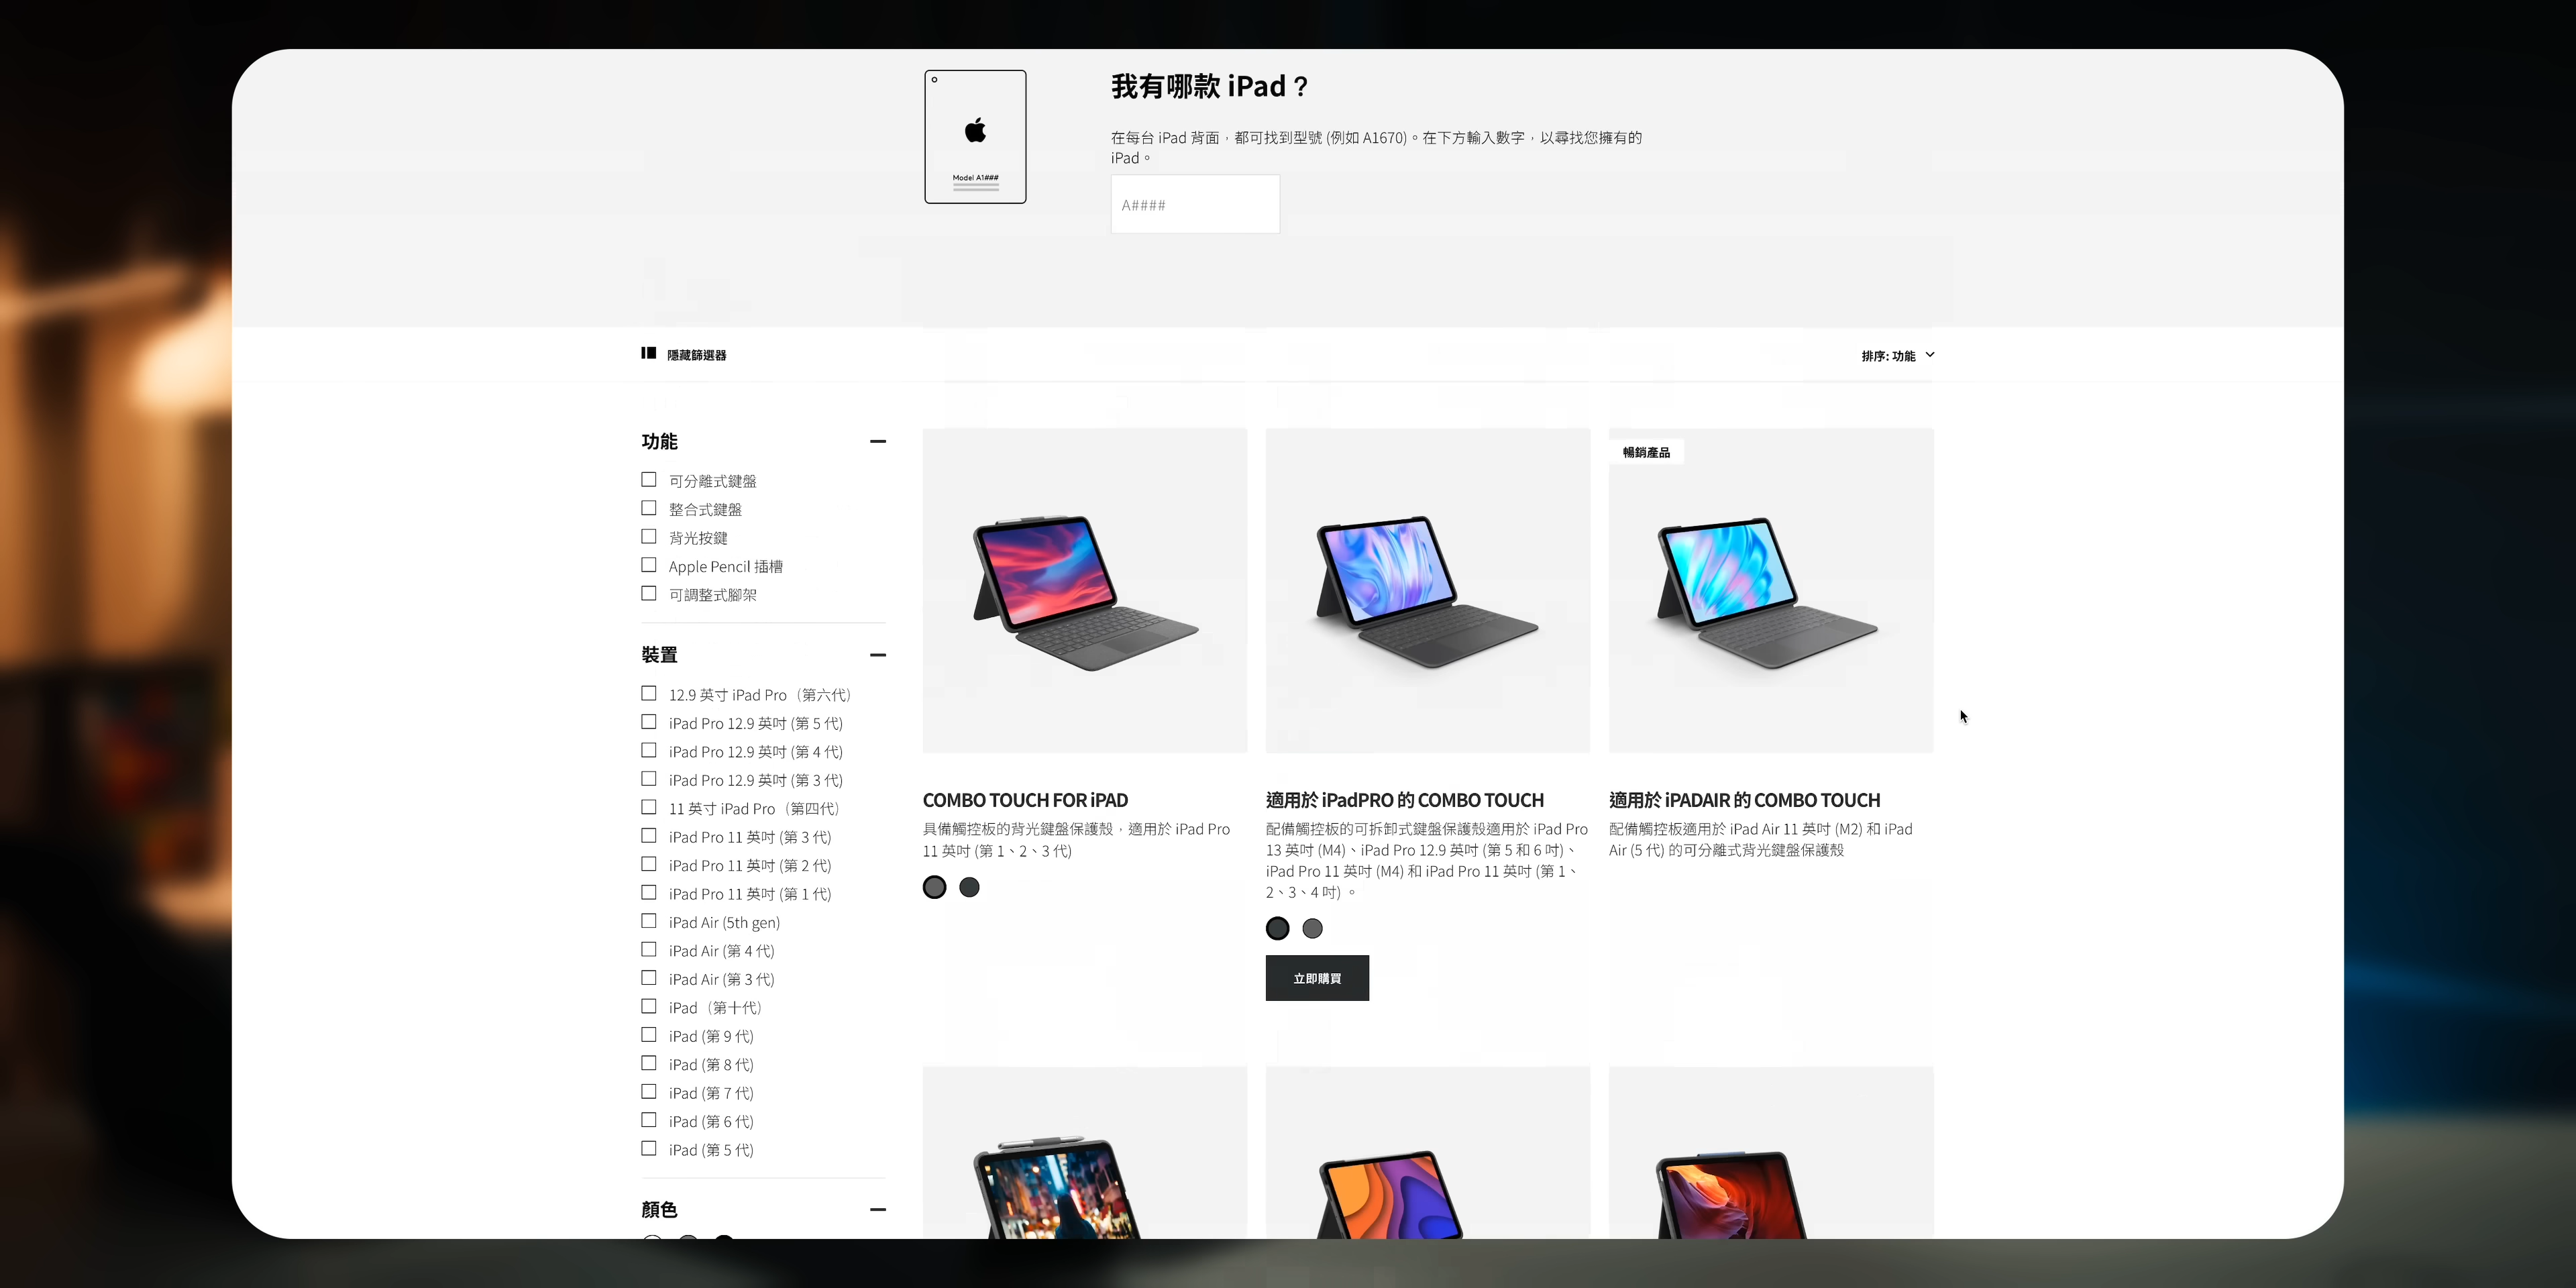 我有哪款 iPad？
在每台 iPad 背面，都可找到型號 (例如 A1670)。在下方輸入數字，以尋找您擁有的
iPad。
Model A1###
A####
隱藏篩選器
排序: 功能
功能
可分離式鍵盤
整合式鍵盤
背光按鍵
Apple Pencil 插槽
可調整式腳架
裝置
12.9 英寸 iPad Pro（第六代）
iPad Pro 12.9 英吋 (第 5 代)
iPad Pro 12.9 英吋 (第 4 代)
iPad Pro 12.9 英吋 (第 3 代)
11 英寸 iPad Pro（第四代）
iPad Pro 11 英吋 (第 3 代)
iPad Pro 11 英吋 (第 2 代)
iPad Pro 11 英吋 (第 1 代)
iPad Air (5th gen)
iPad Air (第 4 代)
iPad Air (第 3 代)
iPad（第十代）
iPad (第 9 代)
iPad (第 8 代)
iPad (第 7 代)
iPad (第 6 代)
iPad (第 5 代)
顏色
COMBO TOUCH FOR iPAD
具備觸控板的背光鍵盤保護殼，適用於 iPad Pro
11 英吋 (第 1、2、3 代)
適用於 iPadPRO 的 COMBO TOUCH
配備觸控板的可拆卸式鍵盤保護殼適用於 iPad Pro
13 英吋 (M4)、iPad Pro 12.9 英吋 (第 5 和 6 吋)、
iPad Pro 11 英吋 (M4) 和 iPad Pro 11 英吋 (第 1、
2、3、4 吋) 。
立即購買
暢銷產品
適用於 iPADAIR 的 COMBO TOUCH
配備觸控板適用於 iPad Air 11 英吋 (M2) 和 iPad
Air (5 代) 的可分離式背光鍵盤保護殼